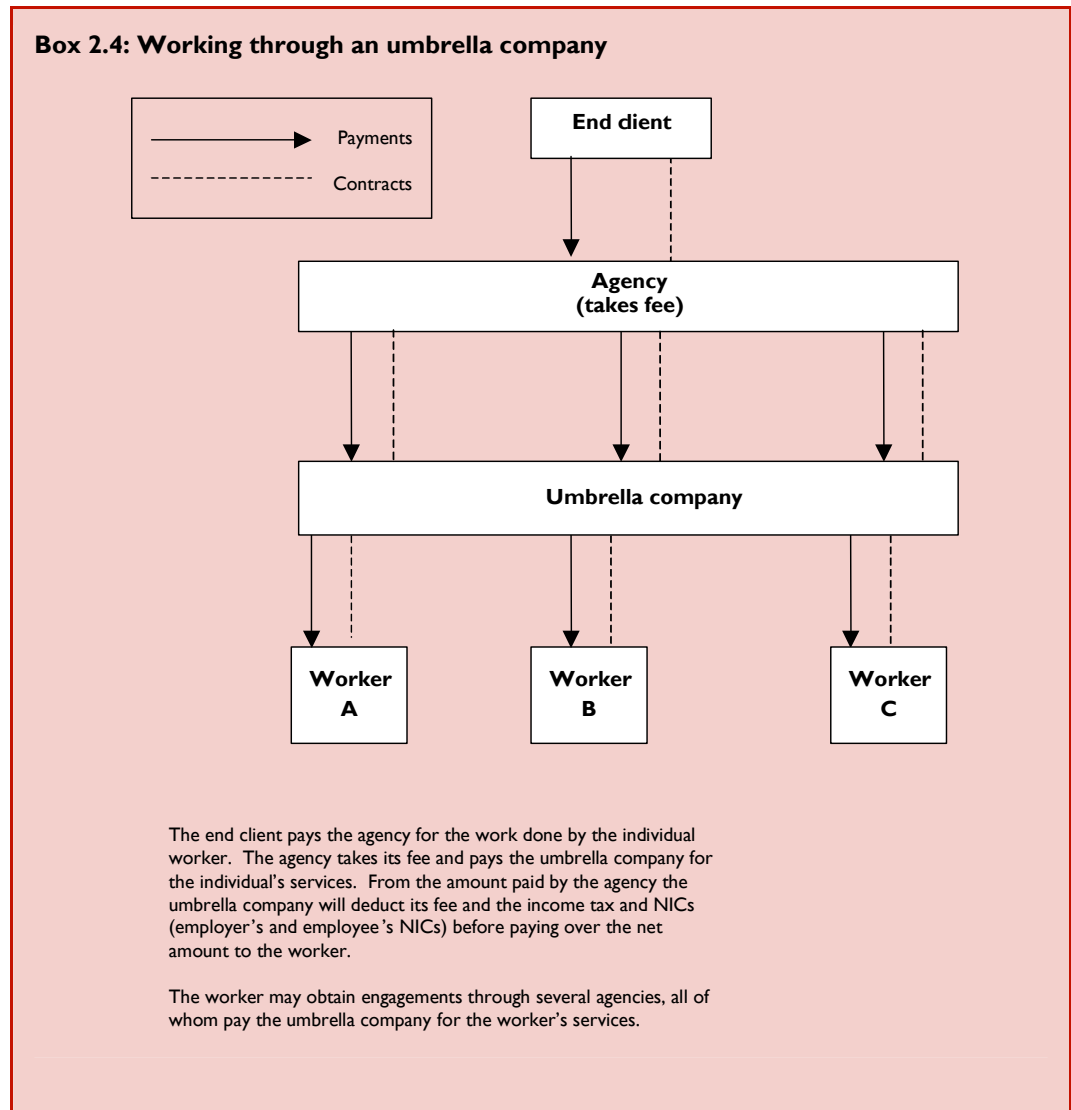 Box 2.4: Working through an umbrella company
Payments
Contracts
End client
Agency
(takes fee)
Umbrella company
Worker
A
Worker
B
Worker
C
The end client pays the agency for the work done by the individual
worker. The agency takes its fee and pays the umbrella company for
the individual's services. From the amount paid by the agency the
umbrella company will deduct its fee and the income tax and NICs
(employer's and employee's NICs) before paying over the net
amount to the worker.
The worker may obtain engagements through several agencies, all of
whom pay the umbrella company for the worker's services.